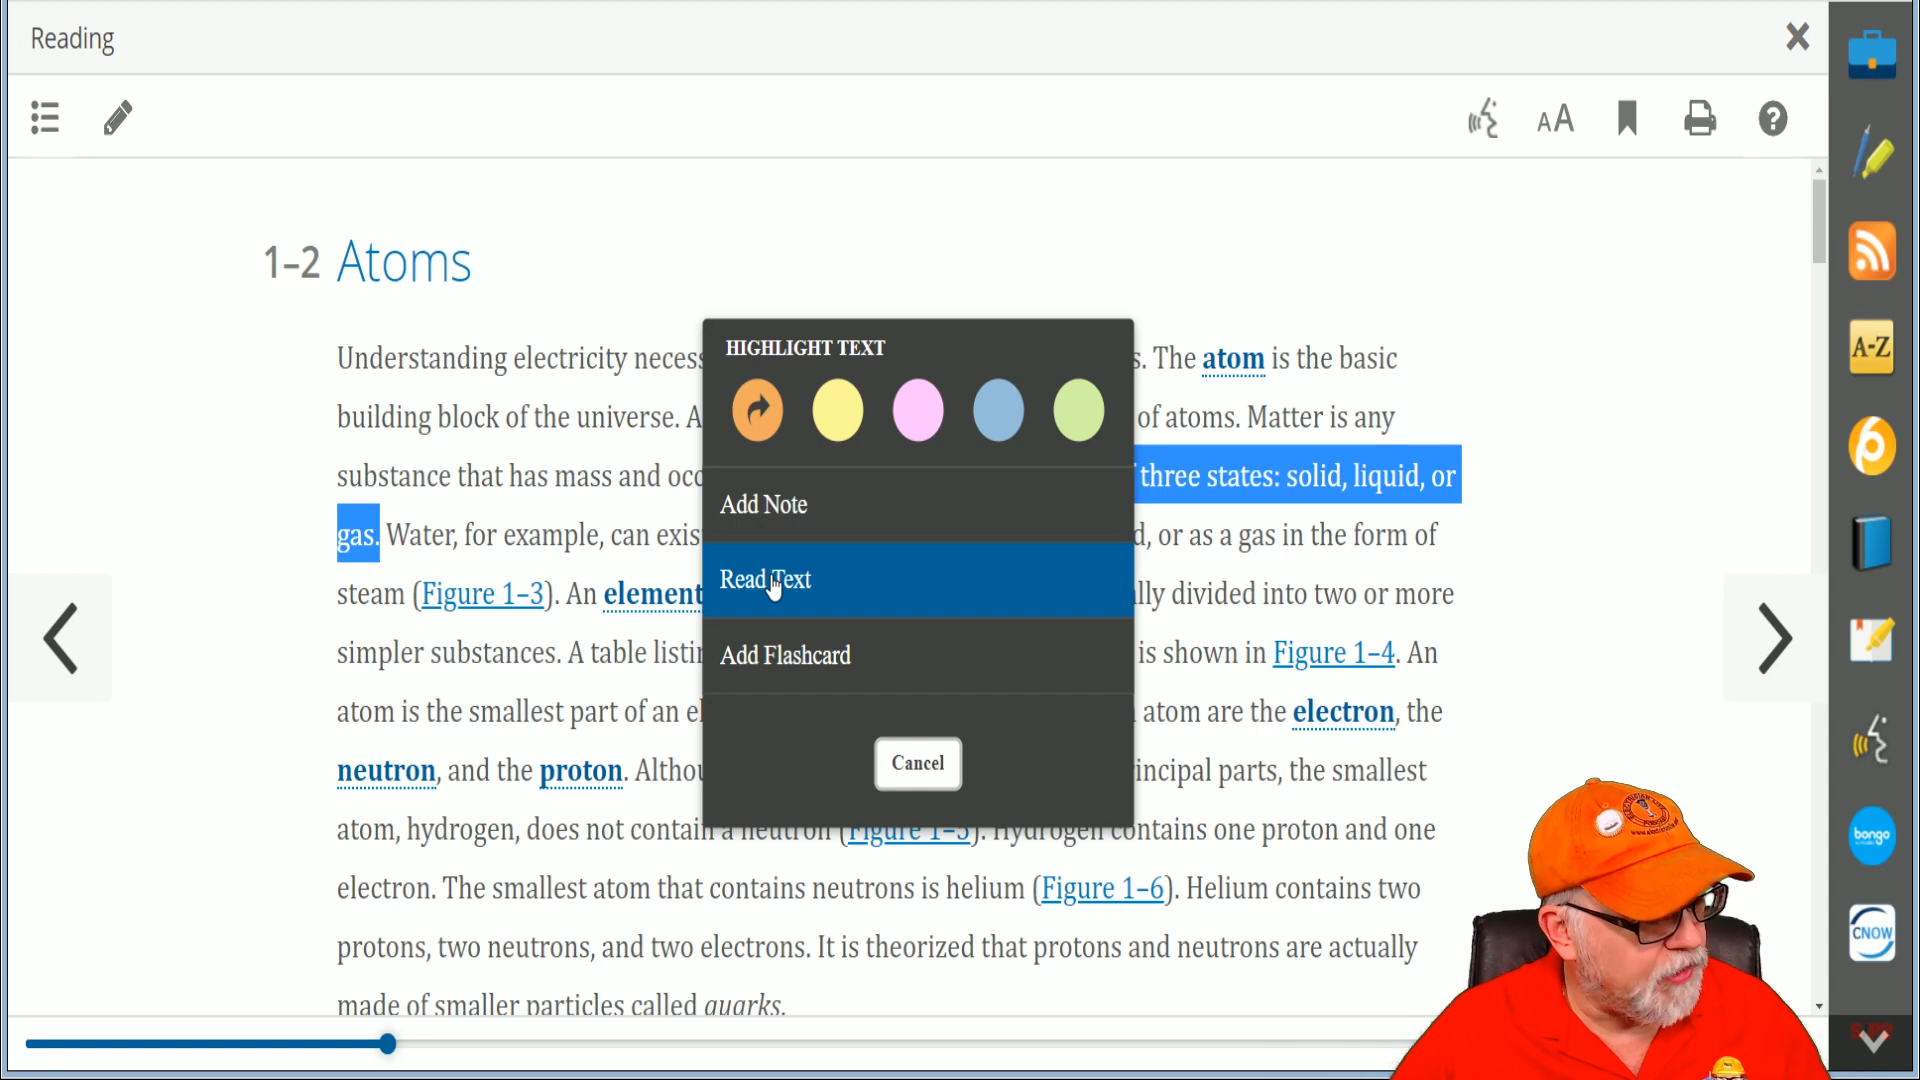 Reading
AA
1–2 Atoms
HIGHLIGHT TEXT
Understanding electricity s. The atom is the basic
building block of the universe. A of atoms. Matter is any
substance that has mass and three states: solid, liquid, or
Add Note
gas. Water, for example, can d, or as a gas in the form of
Read Text
steam (Figure 1–3). An element divided into two or more
simpler substances. A table is shown in Figure 1–4. An
Add Flashcard
atom is the smallest part of an atom are the electron, the
neutron, and the proton. parts, the smallest
Cancel
atom, hydrogen, does not contain a neutron (Figure 1–5). Hydrogen contains one proton and one
electron. The smallest atom that contains neutrons is helium (Figure 1–6). Helium contains two
protons, two neutrons, and two electrons. It is theorized that protons and neutrons are actually
made of smaller particles called quarks.
A-Z
bongo
CNOW